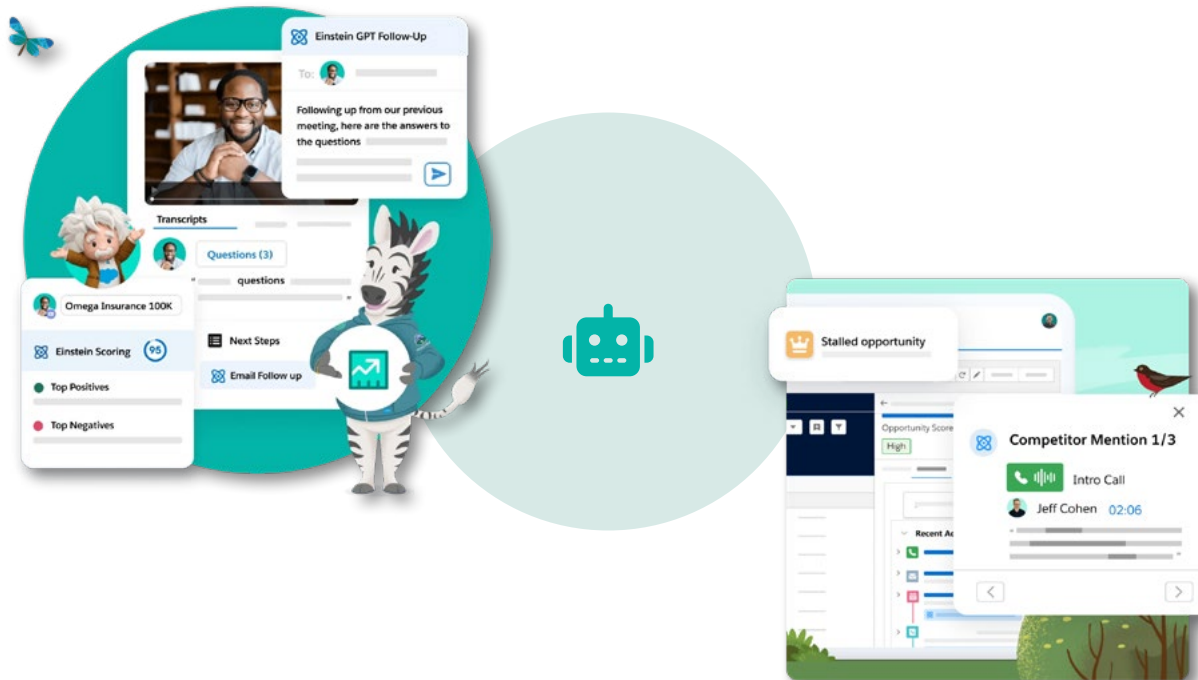 Einstein GPT Follow-Up
To:
Following up from our previous
meeting, here are the answers to
the questions
Transcripts
Questions (3)
questions
Omega Insurance 100K
Einstein Scoring
95
Top Positives
Top Negatives
Next Steps
Email Follow up
Stalled opportunity
Opportunity Score
High
Recent Ac
Competitor Mention 1/3
Intro Call
Jeff Cohen 02:06